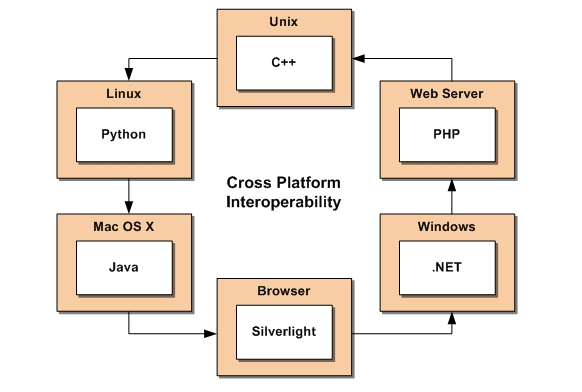 Unix
C++
Linux
Python
Web Server
PHP
Cross Platform
Interoperability
Mac OS X
Java
Windows
.NET
Browser
Silverlight